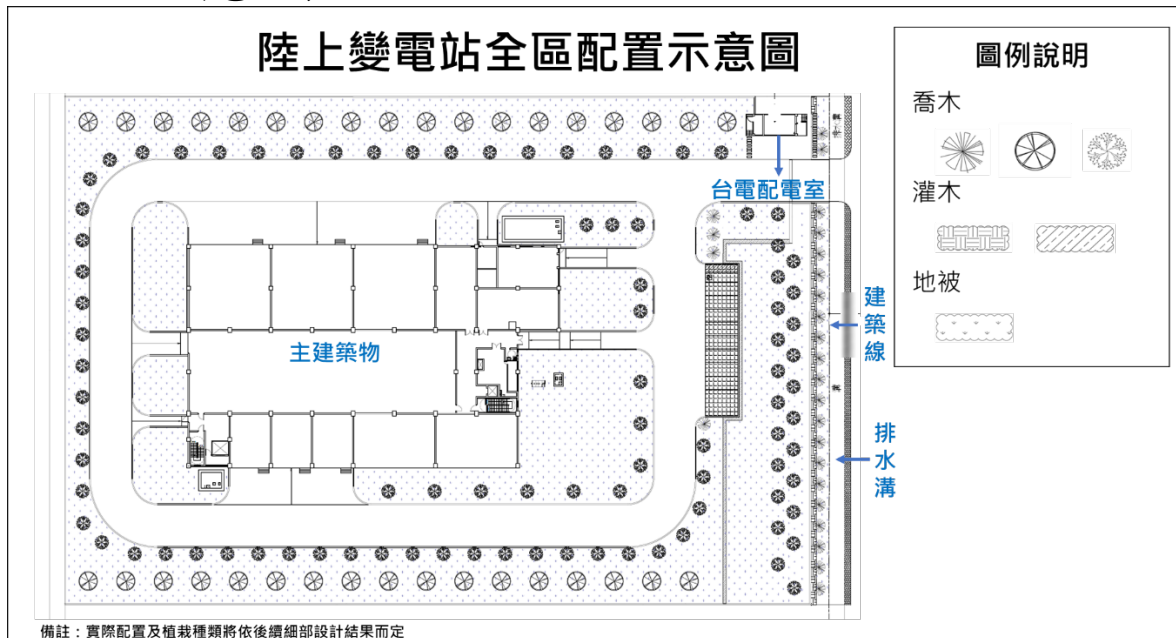 陸上變電站全區配置示意圖
圖例說明
喬木
灌木
地被
台電配電室
主建築物
建築線
排水溝
備註：實際配置及植栽種類將依後續細部設計結果而定